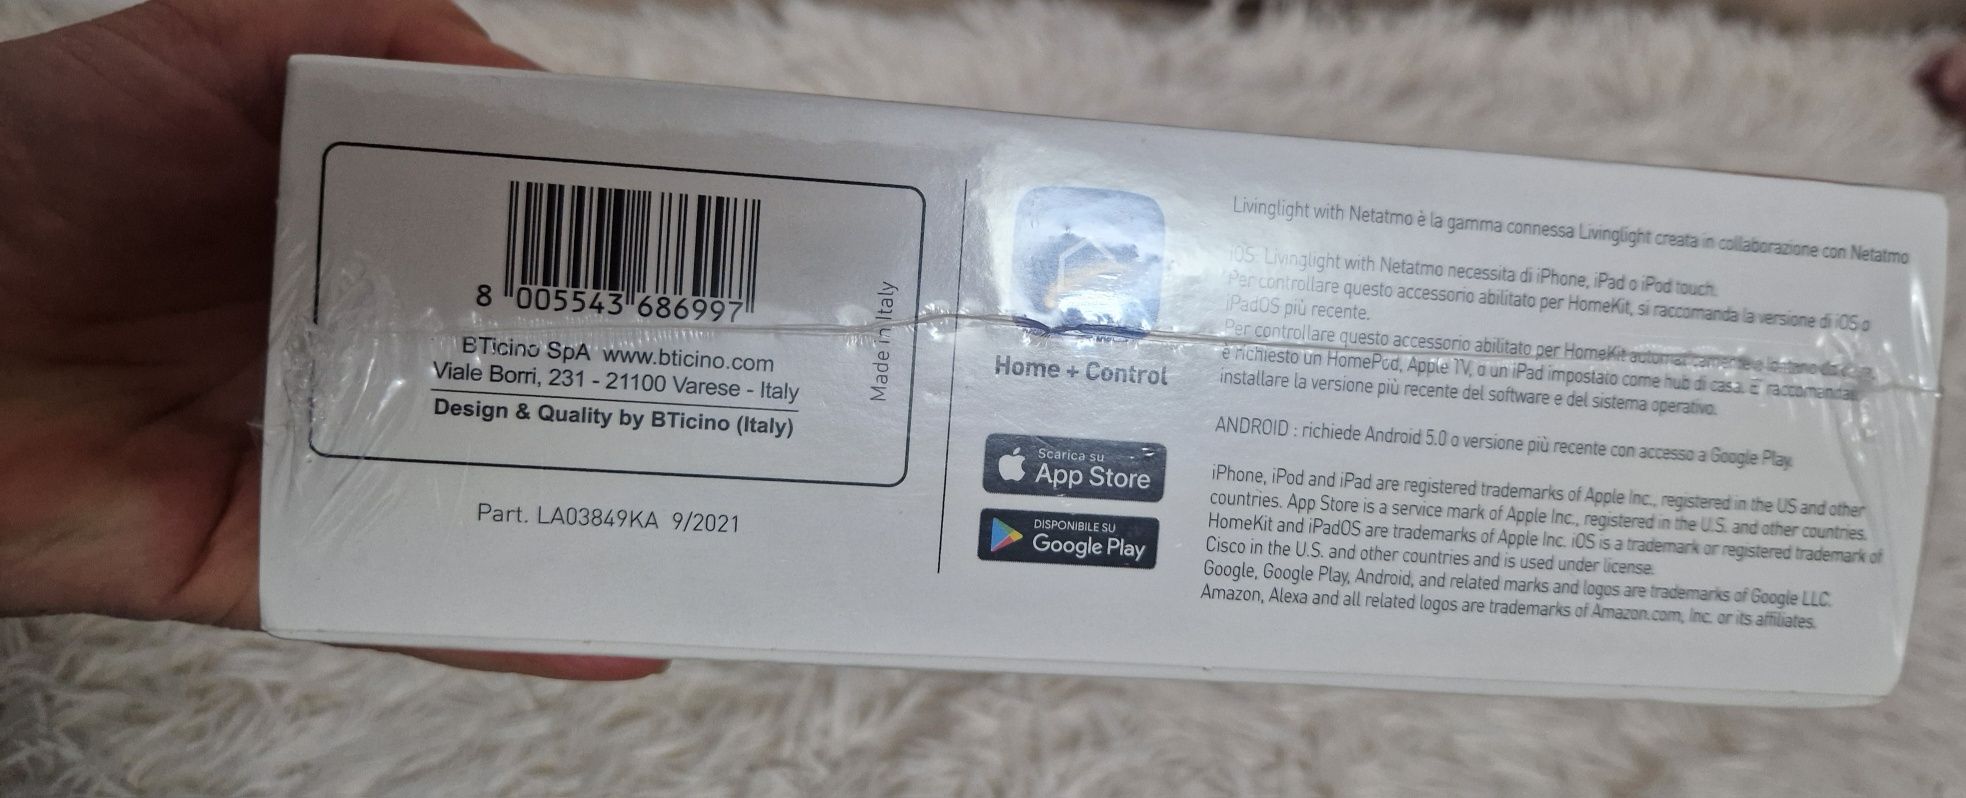 8 005543 686997
BTicino SpA www.bticino.com
Viale Borri, 231 - 21100 Varese - Italy
Design & Quality by BTicino (Italy)
Made in Italy
Part. LA03849KA 9/2021
Home + Control
Scarica su
App Store
DISPONIBILE SU
Google Play
Livinglight with Netatmo è la gamma connessa Livinglight creata in collaborazione con Netatmo
iOS: Livinglight with Netatmo necessita di iPhone, iPad o iPod touch.
Per controllare questo accessorio abilitato per HomeKit, si raccomanda la versione di iOS o
iPadOS più recente.
Per controllare questo accessorio abilitato per HomeKit automaticamente e lontano da casa,
è richiesto un HomePod, Apple TV, o un iPad impostato come hub di casa. E' raccomandato
installare la versione più recente del software e del sistema operativo.
ANDROID : richiede Android 5.0 o versione più recente con accesso a Google Play.
iPhone, iPod and iPad are registered trademarks of Apple Inc., registered in the US and other
countries. App Store is a service mark of Apple Inc., registered in the U.S. and other countries.
HomeKit and iPadOS are trademarks of Apple Inc. iOS is a trademark or registered trademark of
Cisco in the U.S. and other countries and is used under license.
Google, Google Play, Android, and related marks and logos are trademarks of Google LLC.
Amazon, Alexa and all related logos are trademarks of Amazon.com, Inc. or its affiliates.